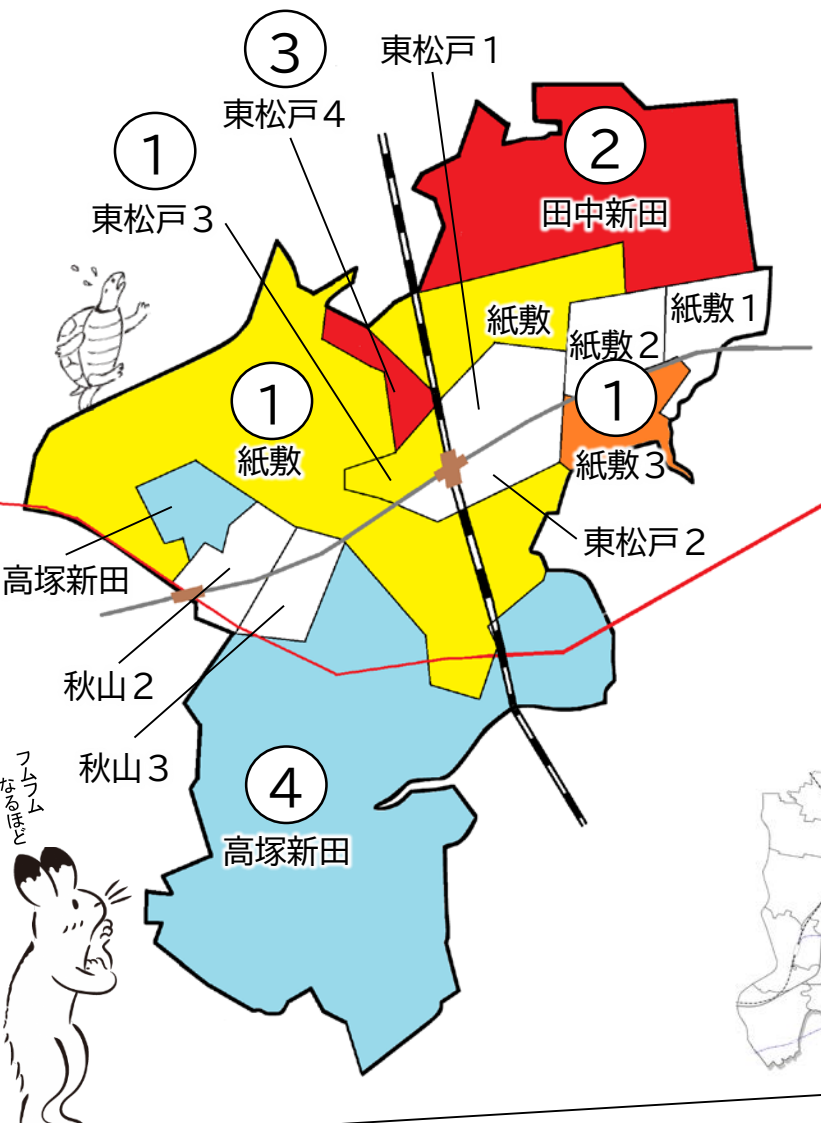 ③
東松戸１
東松戸４
①
②
東松戸３
田中新田
紙敷１
紙敷
紙敷２
①
①
紙敷
紙敷３
東松戸２
高塚新田
秋山２
秋山３
④
高塚新田
フムフム
なるほど